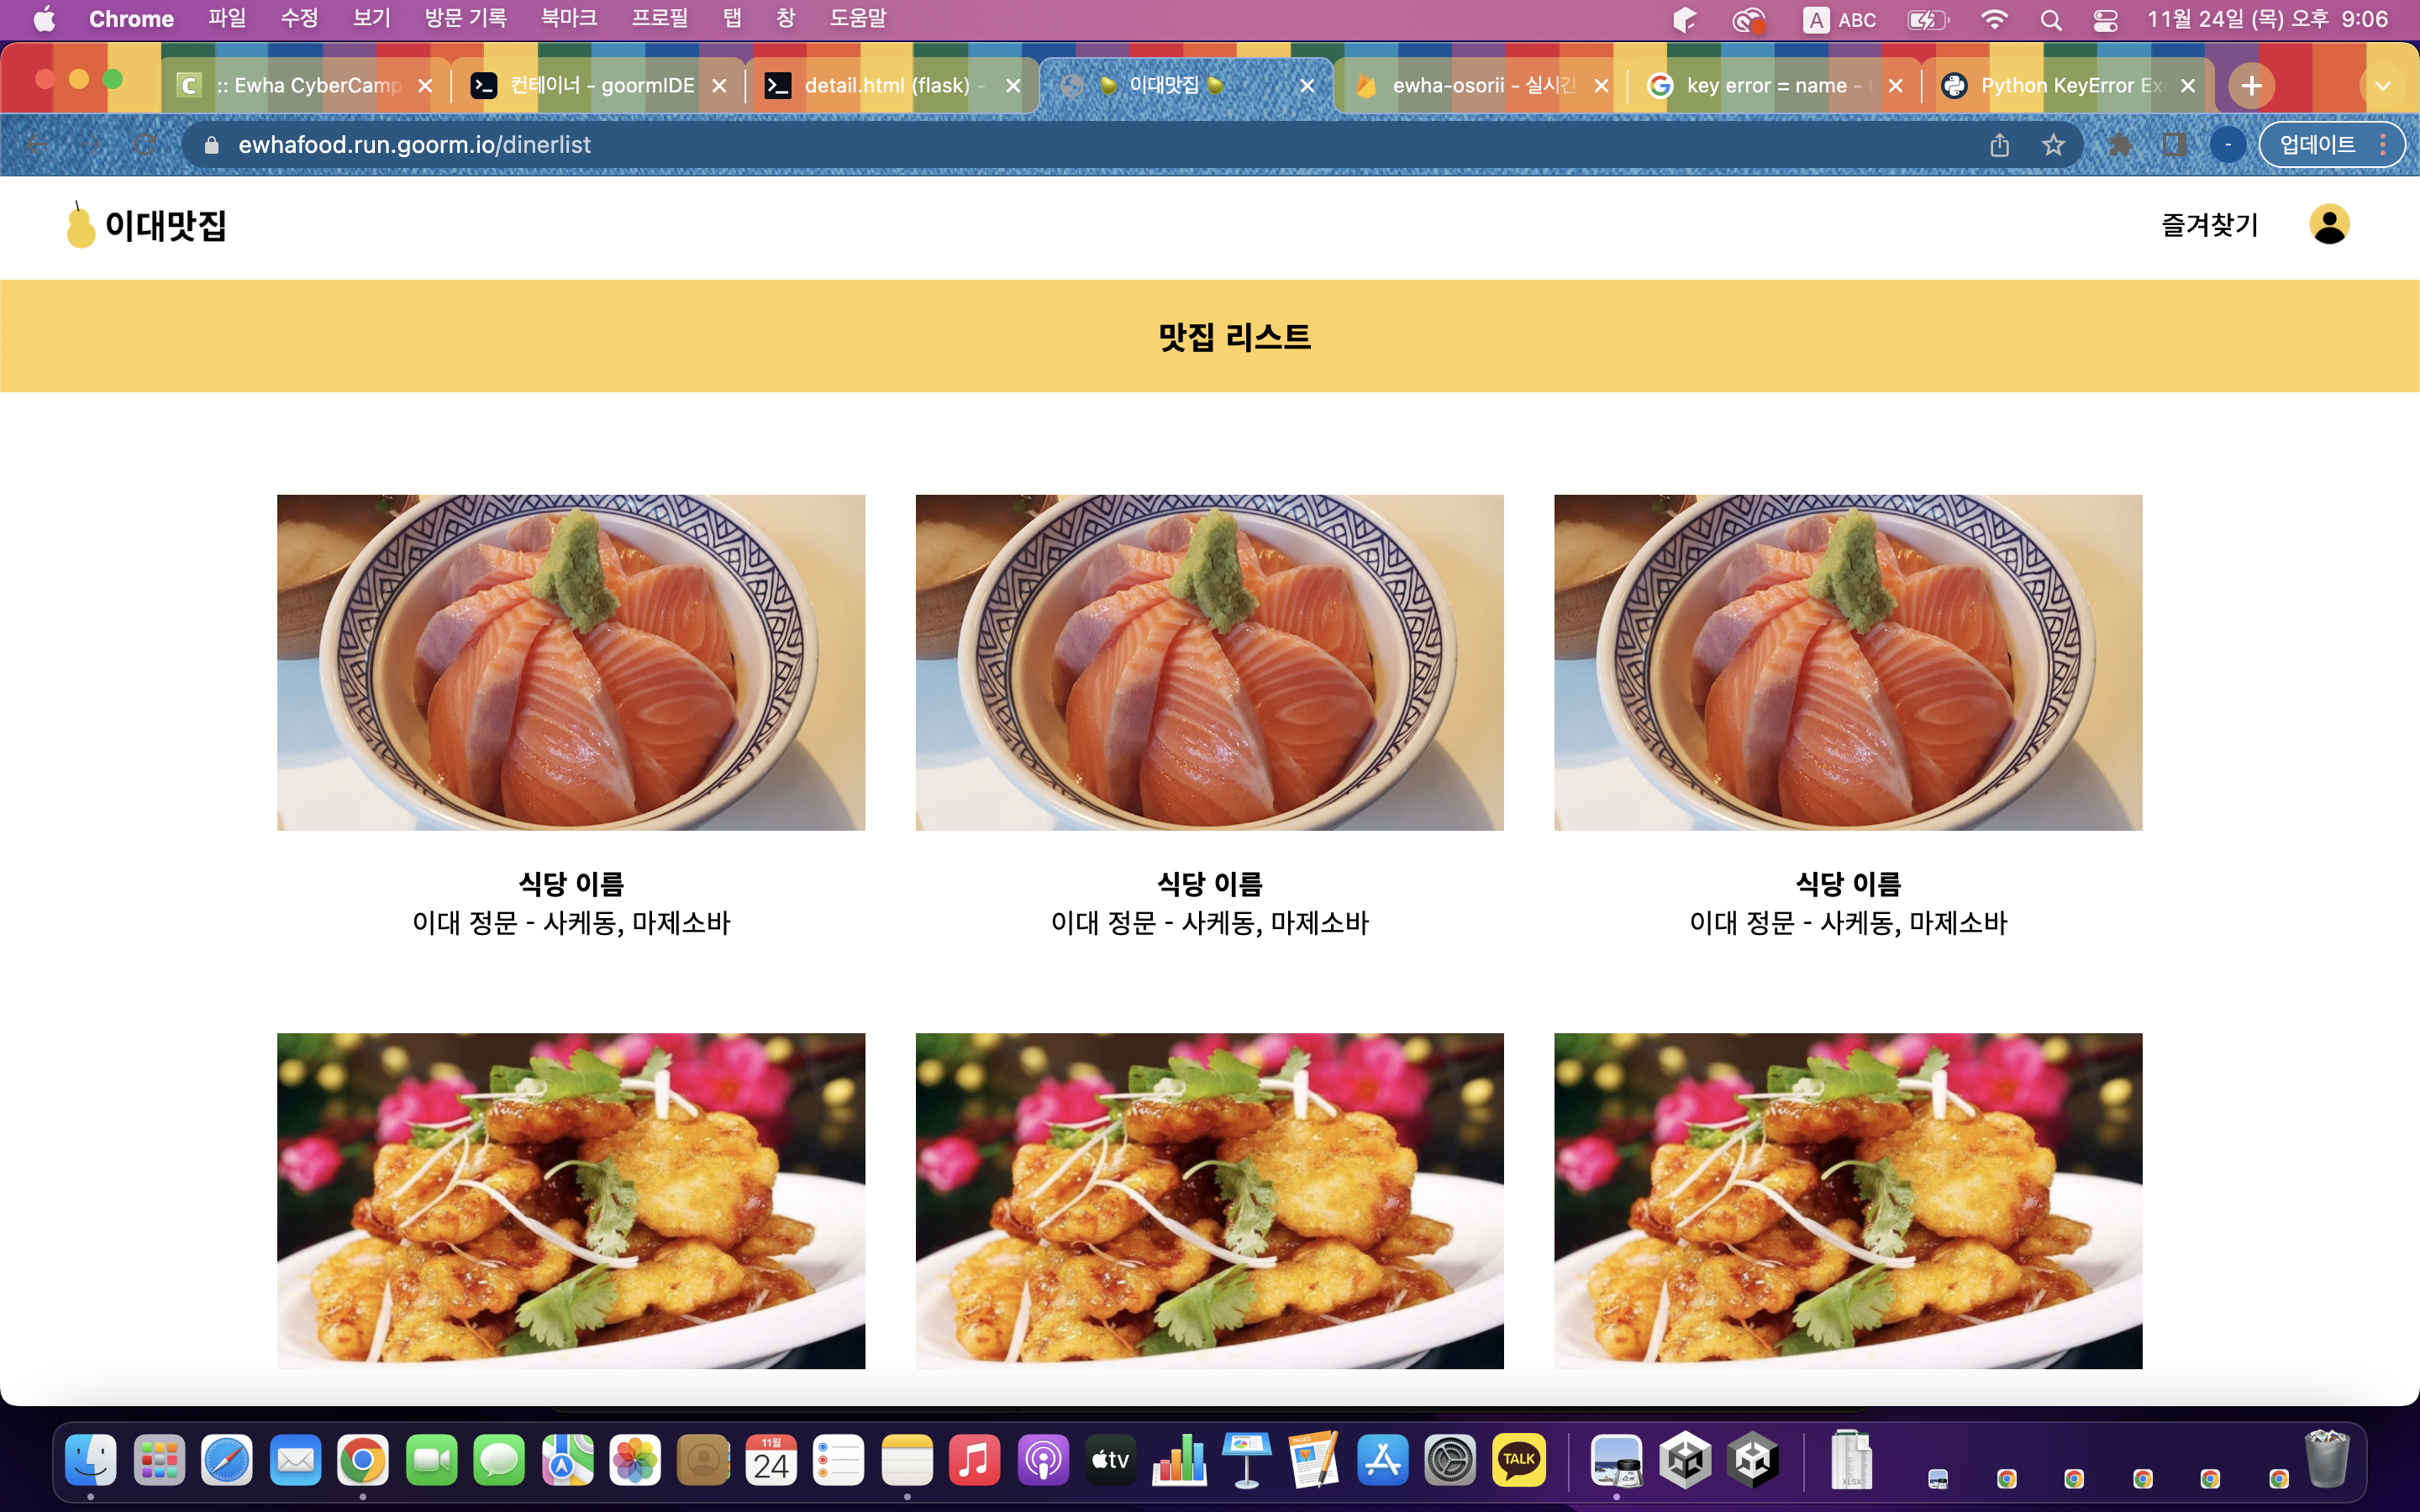 Chrome 파일 수정 보기 방문 기록 북마크 프로필 탭 창 도움말 A ABC 11월 24일 (목) 오후 9:06
C :: Ewha CyberCamp 컨테이너 - goormIDE detail.html (flask) - 이대맛집 ewha-osorii - 실시간 key error = name - Python KeyError Ex
ewhafood.run.goorm.io/dinerlist - 업데이트
이대맛집 즐겨찾기
맛집 리스트
식당 이름 식당 이름 식당 이름
이대 정문 - 사케동, 마제소바 이대 정문 - 사케동, 마제소바 이대 정문 - 사케동, 마제소바
11월
24 tv PAGES TALK XLSX